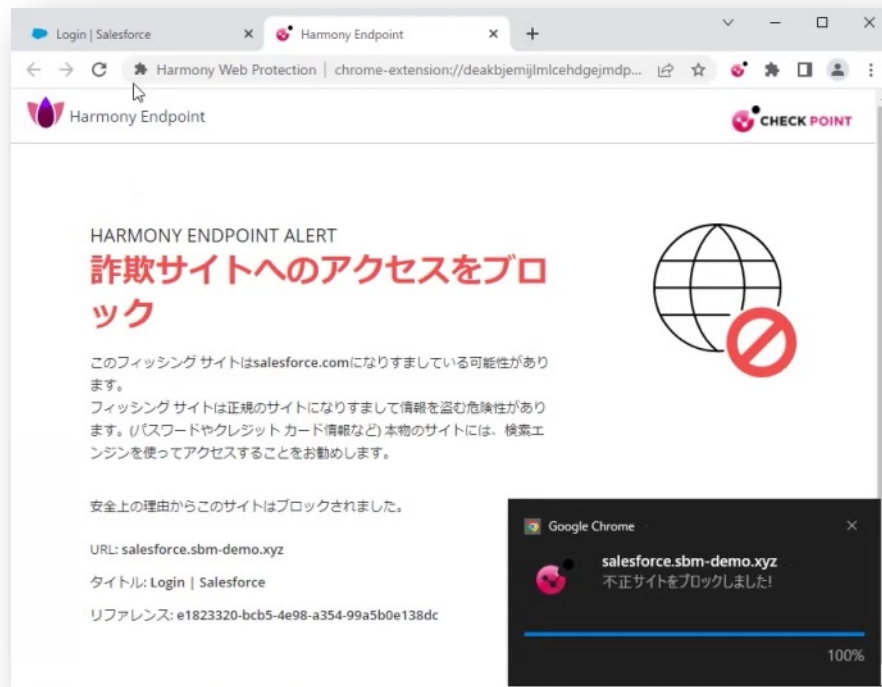 Login | Salesforce
Harmony Endpoint
Harmony Web Protection | chrome-extension://deakbjemijlmlcehdgejmdp...
Harmony Endpoint
CHECK POINT
HARMONY ENDPOINT ALERT
詐欺サイトへのアクセスをブロ
ック
このフィッシング サイトはsalesforce.comになりすましている可能性があり
ます。
フィッシング サイトは正規のサイトになりすまして情報を盗む危険性があり
ます。(パスワードやクレジット カード情報など) 本物のサイトには、検索エ
ンジンを使ってアクセスすることをお勧めします。
安全上の理由からこのサイトはブロックされました。
URL: salesforce.sbm-demo.xyz
タイトル: Login | Salesforce
リファレンス: e1823320-bcb5-4e98-a354-99a5b0e138dc
Google Chrome
salesforce.sbm-demo.xyz
不正サイトをブロックしました!
100%